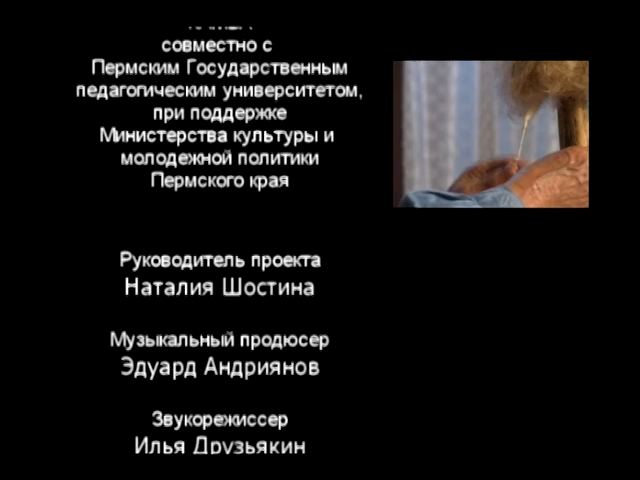 совместно с
Пермским Государственным
педагогическим университетом,
при поддержке
Министерства культуры и
молодежной политики
Пермского края
Руководитель проекта
Наталия Шостина
Музыкальный продюсер
Эдуард Андриянов
Звукорежиссер
Илья Друзьякин